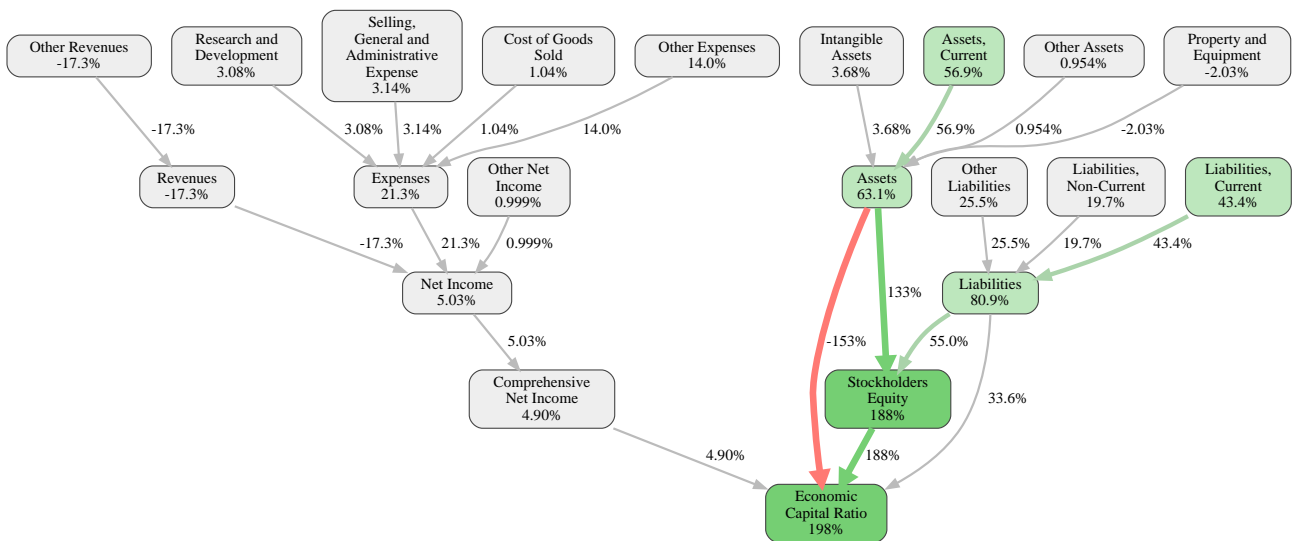 Other Revenues
-17.3%
Research and
Development
3.08%
Selling,
General and
Administrative
Expense
3.14%
Cost of Goods
Sold
1.04%
Other Expenses
14.0%
Intangible
Assets
3.68%
Assets,
Current
56.9%
Other Assets
0.954%
Property and
Equipment
-2.03%
-17.3%
3.08%
3.14%
1.04%
14.0%
3.68%
56.9%
0.954%
-2.03%
Revenues
-17.3%
Expenses
21.3%
Other Net
Income
0.999%
Assets
63.1%
Other
Liabilities
25.5%
Liabilities,
Non-Current
19.7%
Liabilities,
Current
43.4%
-17.3%
21.3%
0.999%
25.5%
19.7%
43.4%
Net Income
5.03%
133%
Liabilities
80.9%
5.03%
-153%
55.0%
Comprehensive
Net Income
4.90%
Stockholders
Equity
188%
33.6%
4.90%
188%
Economic
Capital Ratio
198%